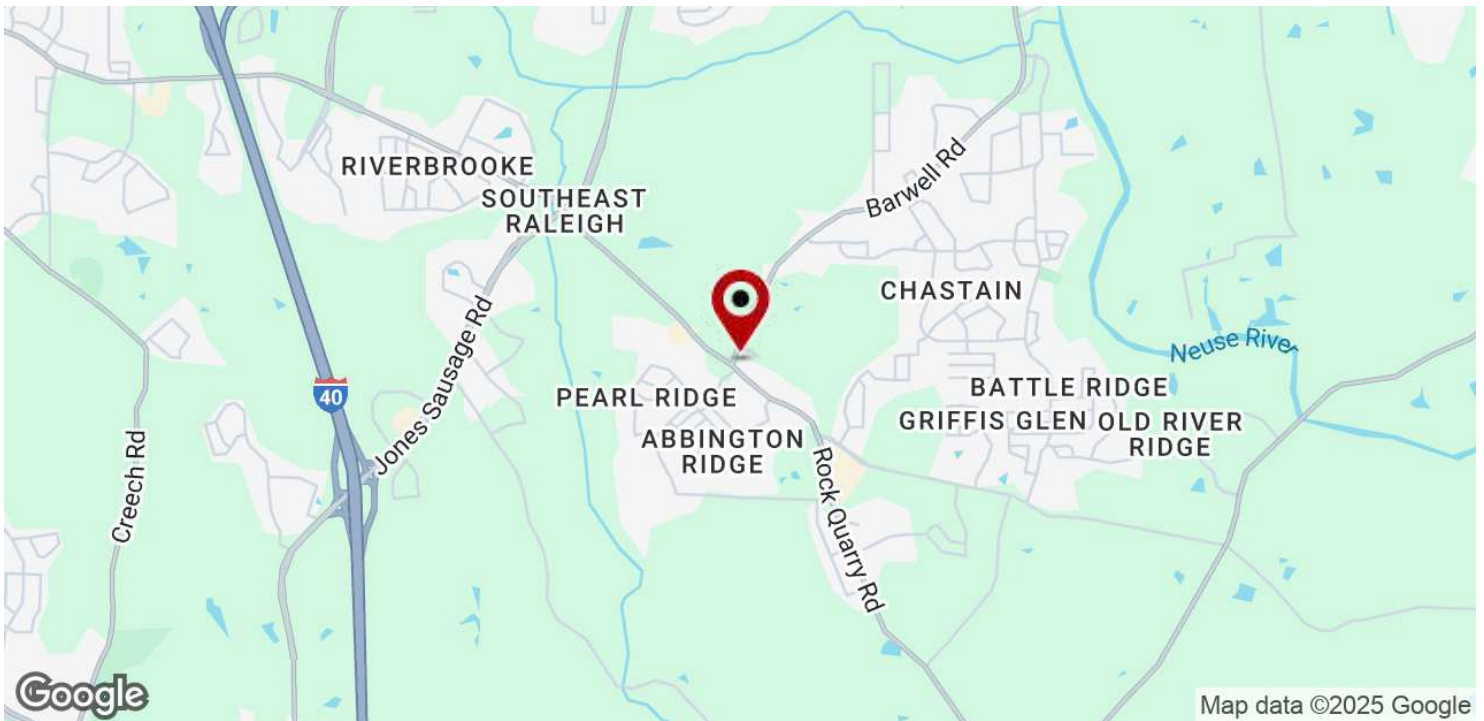 RIVERBROOKE
SOUTHEAST
RALEIGH
Barwell Rd
CHASTAIN
Jones Sausage Rd
Neuse River
40
PEARL RIDGE
BATTLE RIDGE
GRIFFIS GLEN
OLD RIVER
RIDGE
ABBINGTON
RIDGE
Creech Rd
Rock Quarry Rd
Google
Map data ©2025 Google